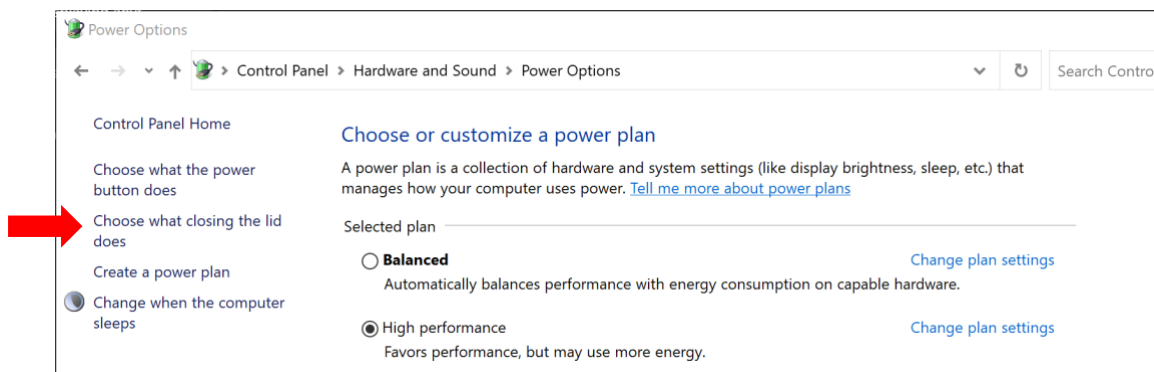 Power Options
Control Panel > Hardware and Sound > Power Options
Search Contro
Control Panel Home
Choose what the power
button does
Choose what closing the lid
does
Create a power plan
Change when the computer
sleeps
Choose or customize a power plan
A power plan is a collection of hardware and system settings (like display brightness, sleep, etc.) that
manages how your computer uses power. Tell me more about power plans
Selected plan
Balanced
Change plan settings
Automatically balances performance with energy consumption on capable hardware.
High performance
Change plan settings
Favors performance, but may use more energy.